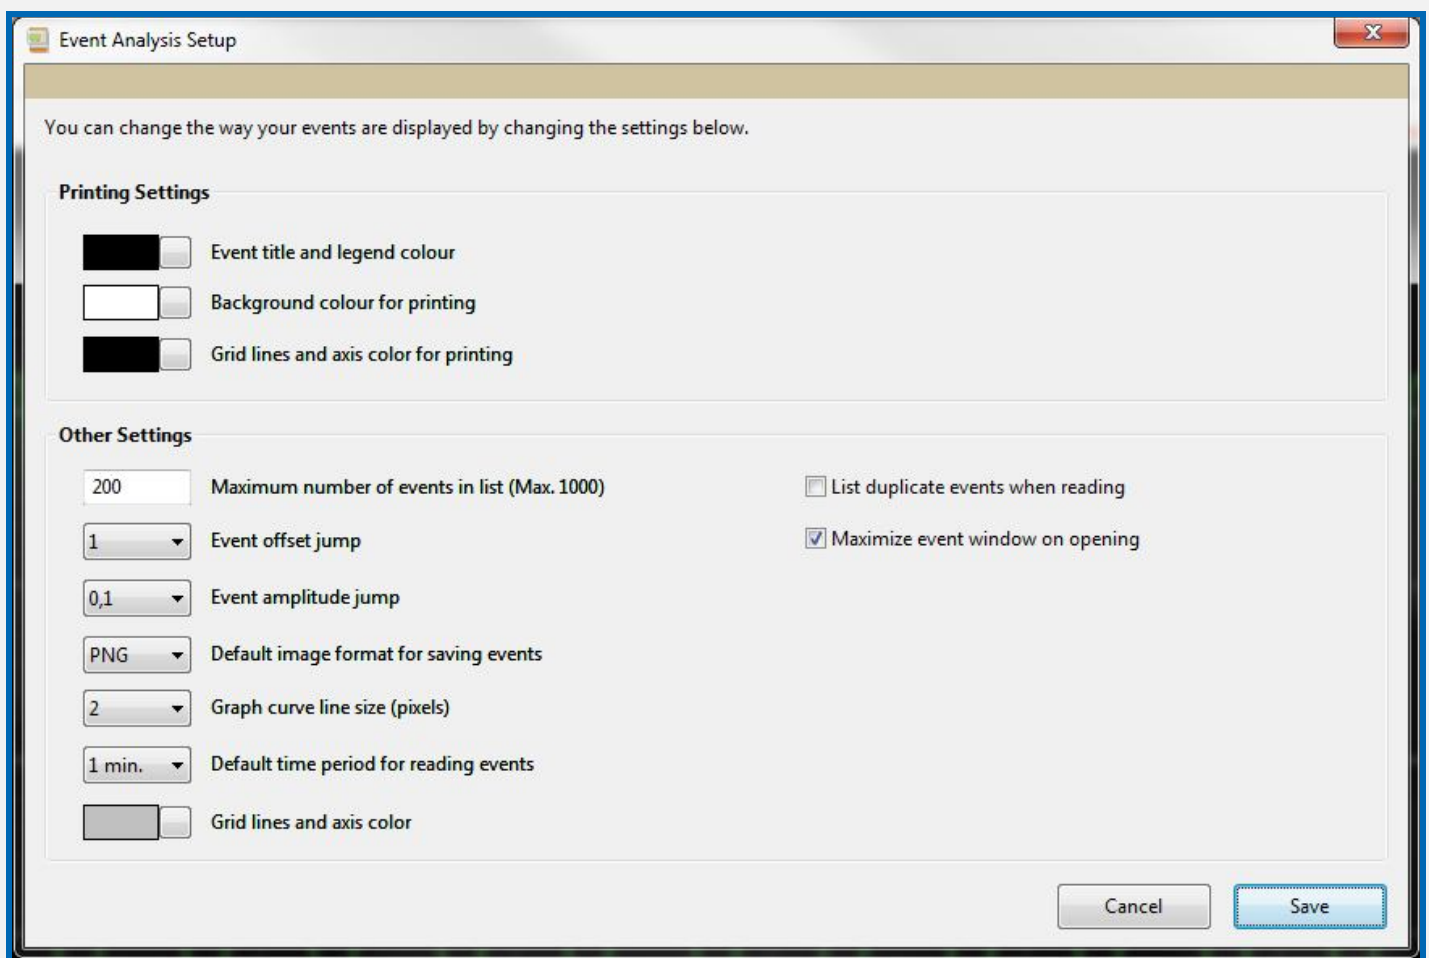 Event Analysis Setup
You can change the way your events are displayed by changing the settings below.
Printing Settings
Event title and legend colour
Background colour for printing
Grid lines and axis color for printing
Other Settings
200 Maximum number of events in list (Max. 1000)
List duplicate events when reading
1 Event offset jump
Maximize event window on opening
0,1 Event amplitude jump
PNG Default image format for saving events
2 Graph curve line size (pixels)
1 min. Default time period for reading events
Grid lines and axis color
Cancel Save